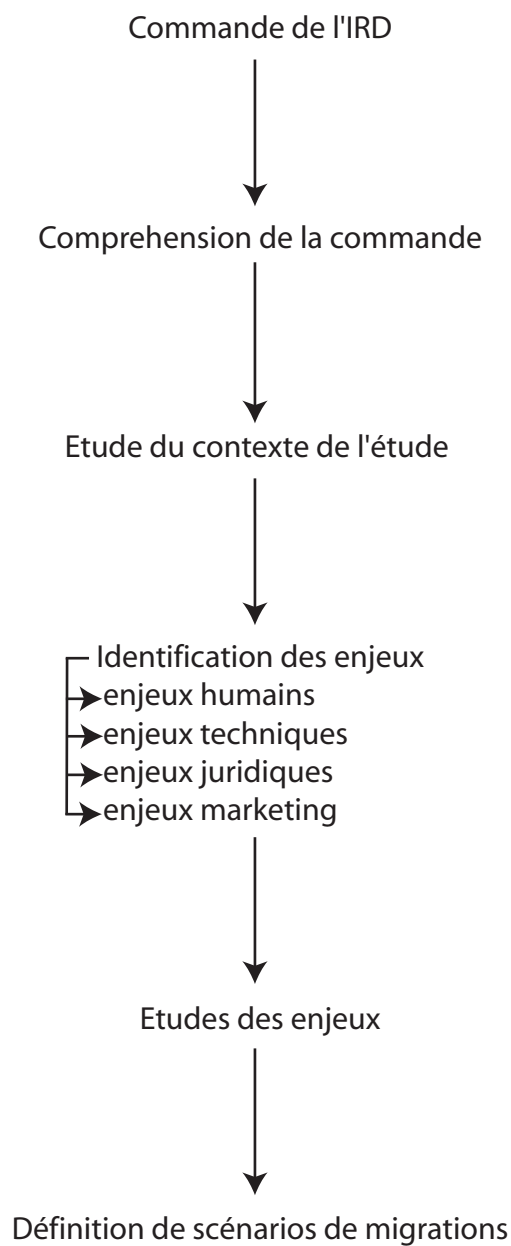 Commande de l'IRD
Comprehension de la commande
Etude du contexte de l'étude
Identification des enjeux
enjeux humains
enjeux techniques
enjeux juridiques
enjeux marketing
Etudes des enjeux
Définition de scénarios de migrations